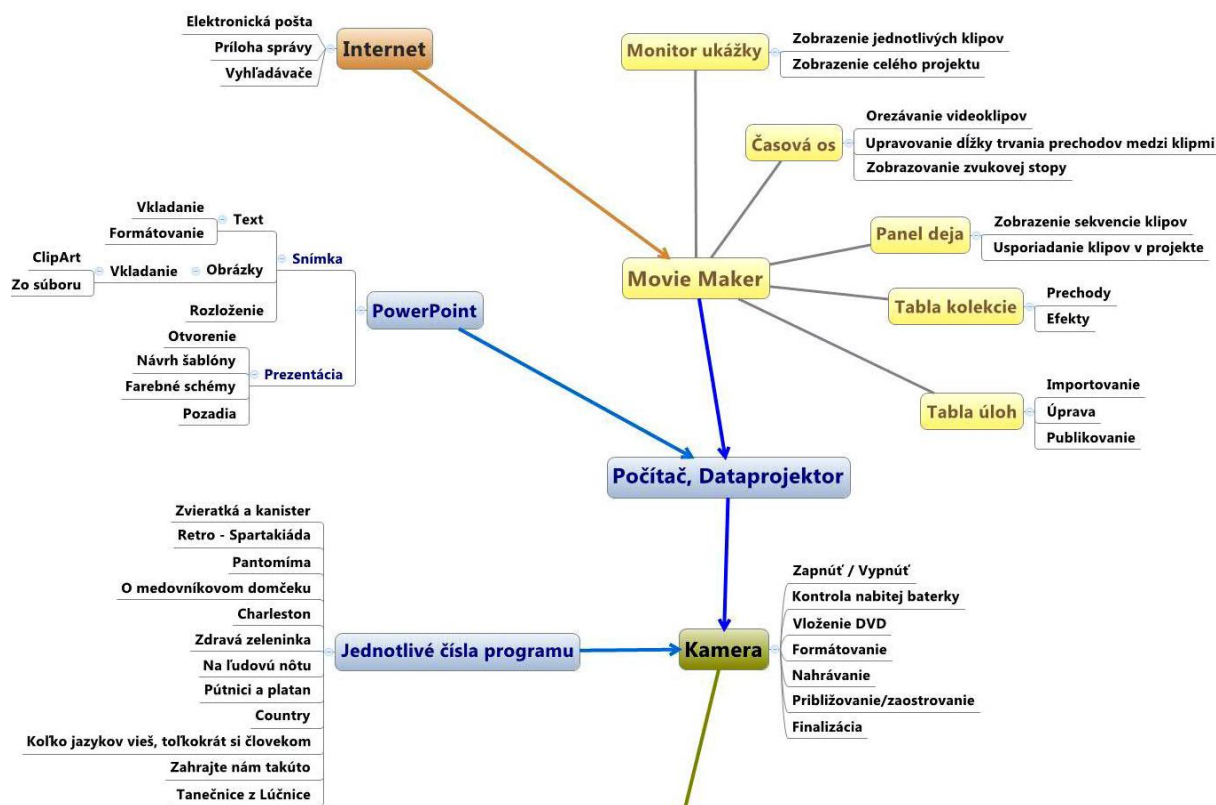 Elektronická pošta
Príloha správy
Vyhľadávače
Internet
Monitor ukážky
Zobrazenie jednotlivých klipov
Zobrazenie celého projektu
Časová os
Orezávanie videoklipov
Upravovanie dĺžky trvania prechodov medzi klipmi
Zobrazovanie zvukovej stopy
Panel deja
Zobrazenie sekvencie klipov
Usporiadanie klipov v projekte
Movie Maker
Tabla kolekcie
Prechody
Efekty
Tabla úloh
Importovanie
Úprava
Publikovanie
Vkladanie
Formátovanie
Text
ClipArt
Zo súboru
Vkladanie
Obrázky
Rozloženie
Snímka
PowerPoint
Otvorenie
Návrh šablóny
Farebné schémy
Pozadia
Prezentácia
Počítač, Dataprojektor
Zvieratká a kanister
Retro - Spartakiáda
Pantomíma
O medovníkovom domčeku
Charleston
Zdravá zeleninka
Na ľudovú nôtu
Pútnici a platan
Country
Koľko jazykov vieš, toľkokrát si človekom
Zahrajte nám takúto
Tanečnice z Lúčnice
Jednotlivé čísla programu
Kamera
Zapnúť / Vypnúť
Kontrola nabitej baterky
Vloženie DVD
Formátovanie
Nahrávanie
Približovanie/zaostrovanie
Finalizácia